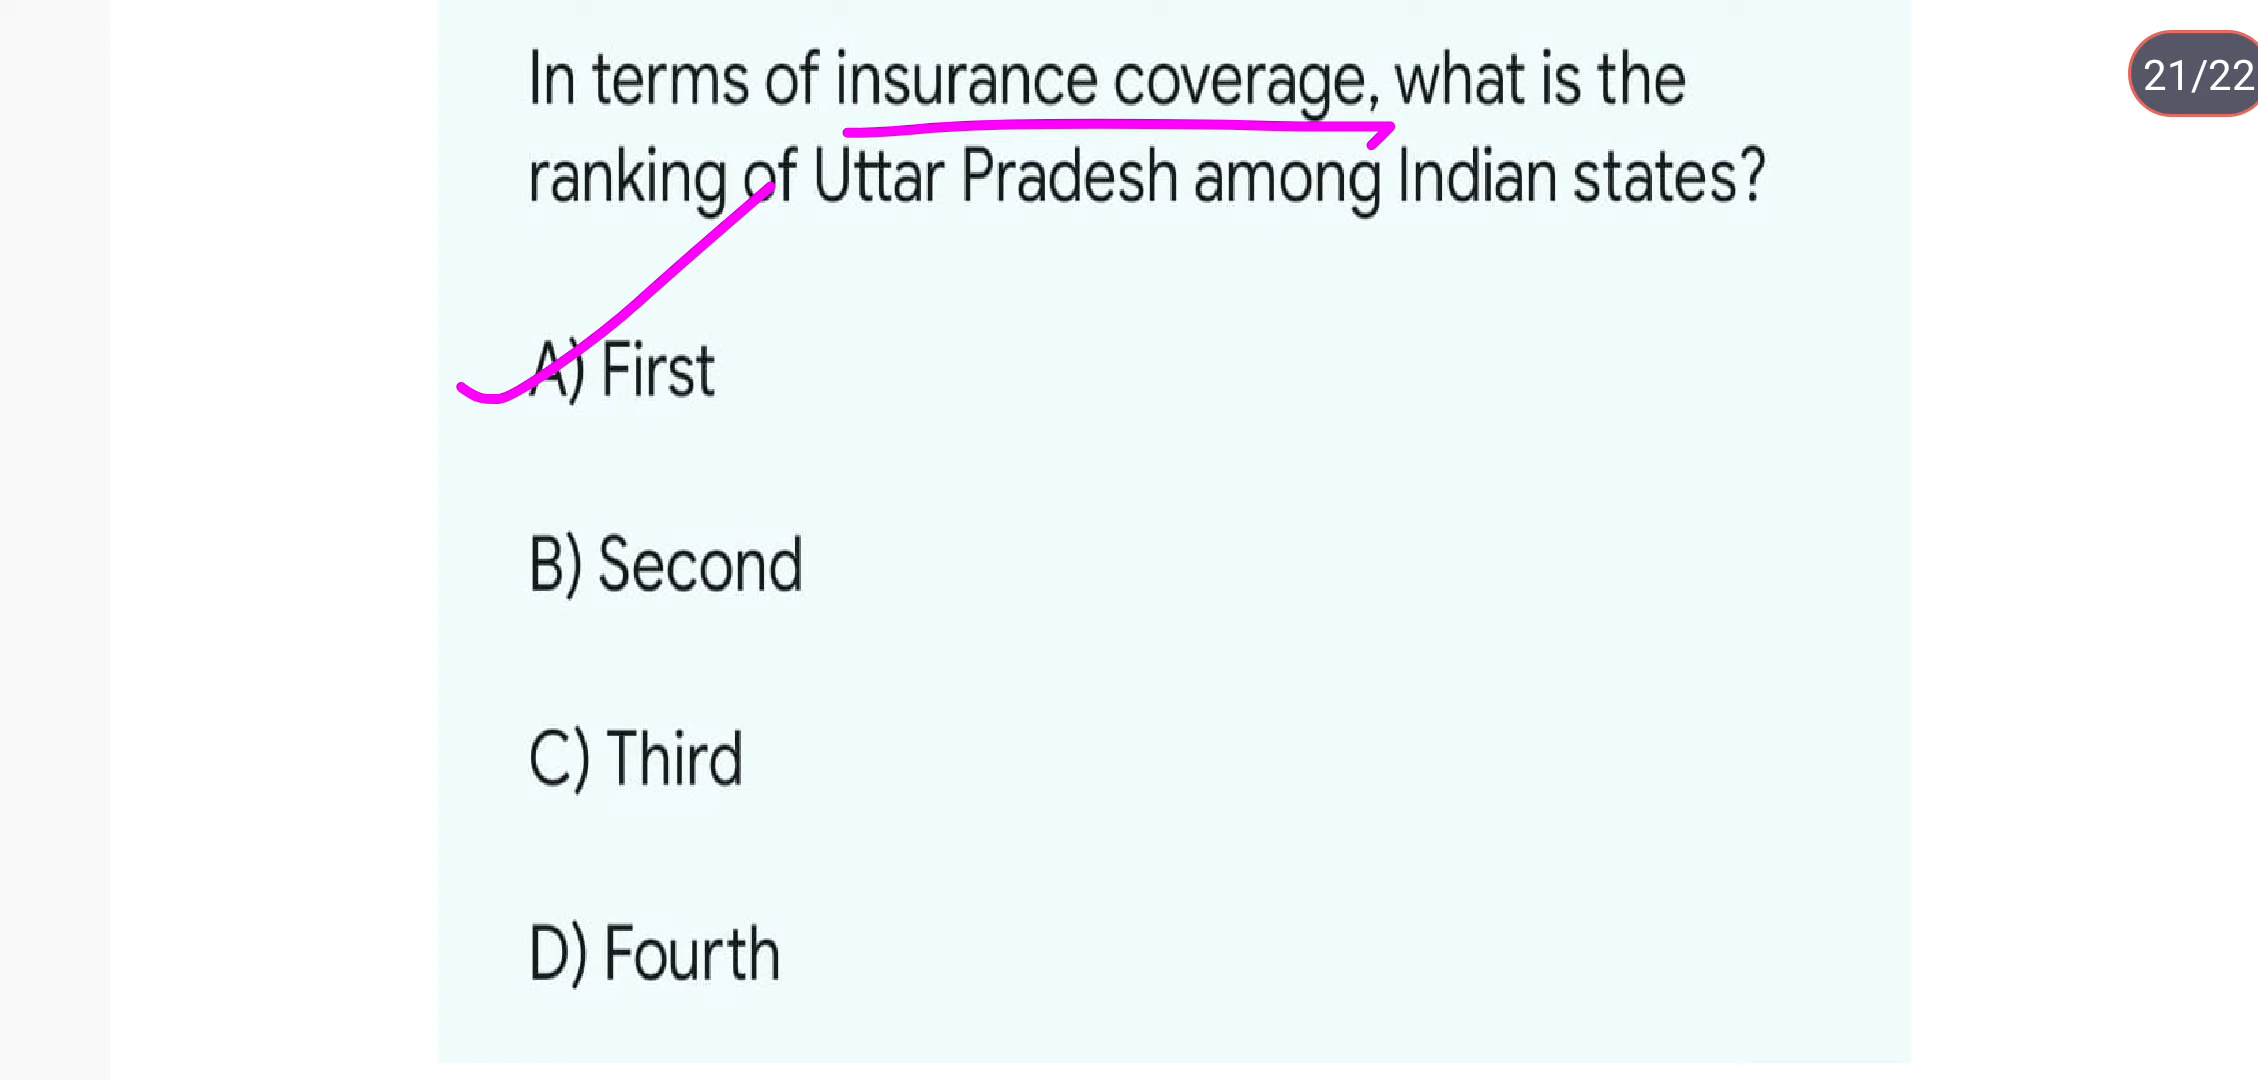 In terms of insurance coverage, what is the
21/22
ranking of Uttar Pradesh among Indian states?
A) First
B) Second
C) Third
D) Fourth